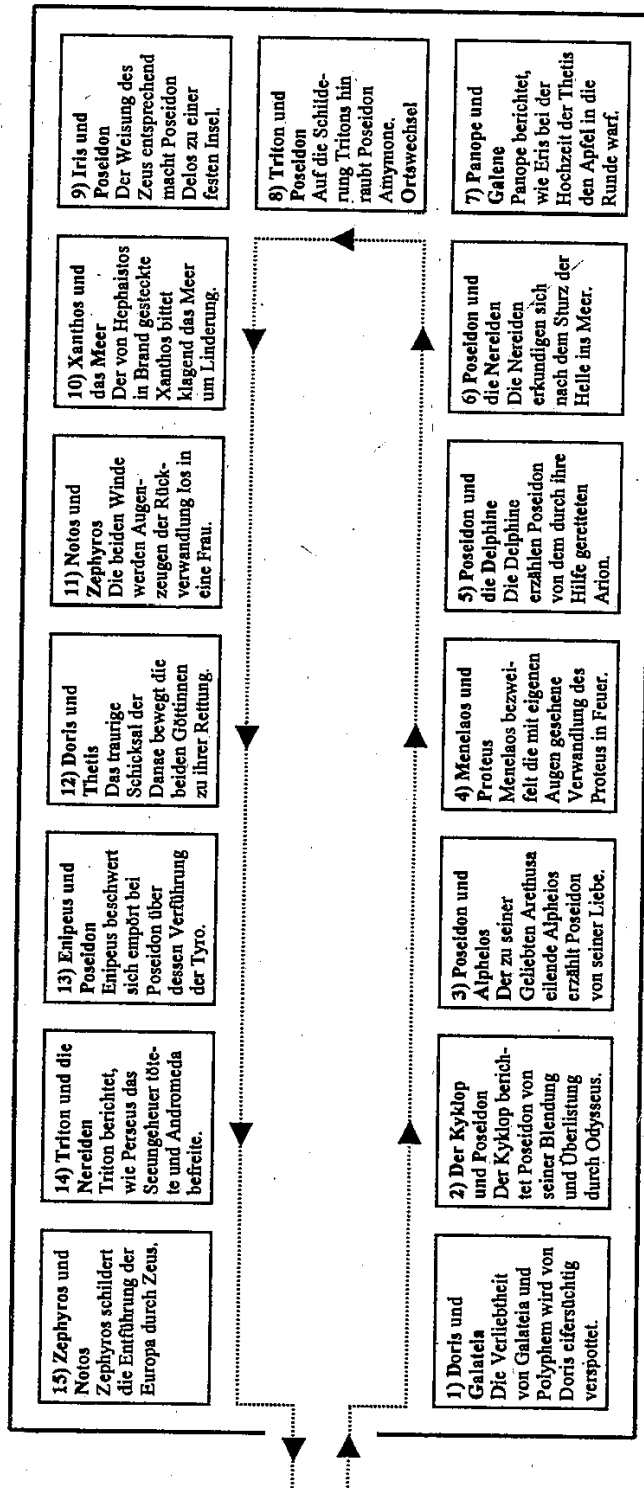 1) Doris und
Galateia
Die Verliebtheit
von Galateia und
Polyphem wird von
Doris eifersüchtig
verspottet.
2) Der Kyklop
und Poseidon
Der Kyklop berich-
tet Poseidon von
seiner Blendung
und Überlistung
durch Odysseus.
3) Poseidon und
Alphelos
Der zu seiner
Geliebten Arethusa
eilende Alpheios
erzählt Poseidon
von seiner Liebe.
4) Menelaos und
Proteus
Menelaos bezwei-
felt die mit eigenen
Augen gesehene
Verwandlung des
Proteus in Feuer.
5) Poseidon und
die Delphine
Die Delphine
erzählen Poseidon
von dem durch ihre
Hilfe geretteten
Arion.
6) Poseidon und
die Nereiden
Die Nereiden
erkundigen sich
nach dem Sturz der
Helle ins Meer.
7) Panope und
Galene
Panope berichtet,
wie Eris bei der
Hochzeit der Thetis
den Apfel in die
Runde warf.
8) Triton und
Poseidon
Auf die Schilde-
rung Tritons hin
raubt Poseidon
Amymone.
Ortswechsel
9) Iris und
Poseidon
Der Weisung des
Zeus entsprechend
macht Poseidon
Delos zu einer
festen Insel.
10) Xanthos und
das Meer
Der von Hephaistos
in Brand gesteckte
Xanthos bittet
klagend das Meer
um Linderung.
11) Notos und
Zephyros
Die beiden Winde
werden Augen-
zeugen der Rück-
verwandlung Ios in
eine Frau.
12) Doris und
Thetis
Das traurige
Schicksal der
Danae bewegt die
beiden Göttinnen
zu ihrer Rettung.
13) Enipeus und
Poseidon
Enipeus beschwert
sich empört bei
Poseidon über
dessen Verführung
der Tyro.
14) Triton und die
Nereiden
Triton berichtet,
wie Perseus das
Seeungeheuer töte-
te und Andromeda
befreite.
15) Zephyros und
Notos
Zephyros schildert
die Entführung der
Europa durch Zeus.